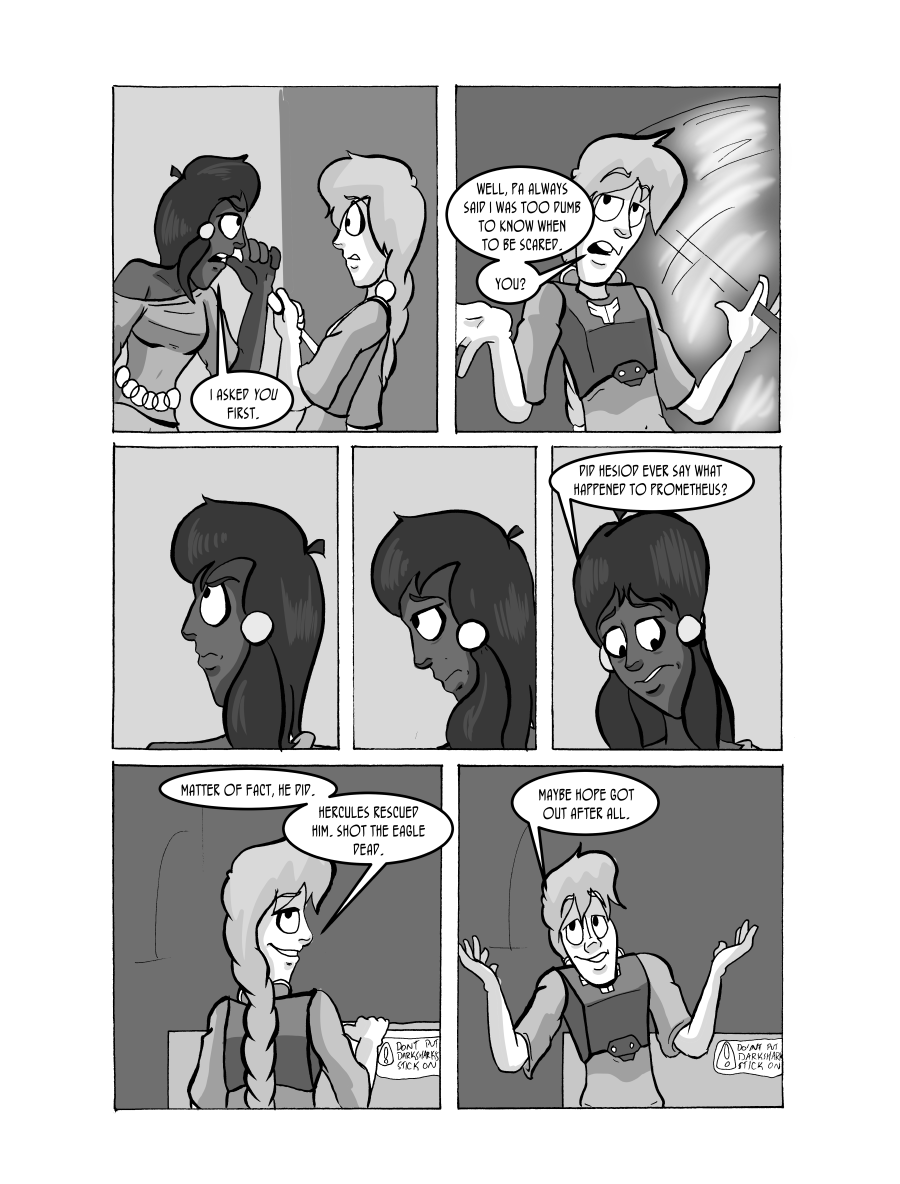 I ASKED YOU
FIRST.
WELL, PA ALWAYS
SAID I WAS TOO DUMB
TO KNOW WHEN
TO BE SCARED.
YOU?
DID HESIOD EVER SAY WHAT
HAPPENED TO PROMETHEUS?
MATTER OF FACT, HE DID.
HERCULES RESCUED
HIM. SHOT THE EAGLE
DEAD.
DONT PUT
DARKSHARKS
STICK ON
MAYBE HOPE GOT
OUT AFTER ALL.
PUT
DARKSHARK
STICK ON